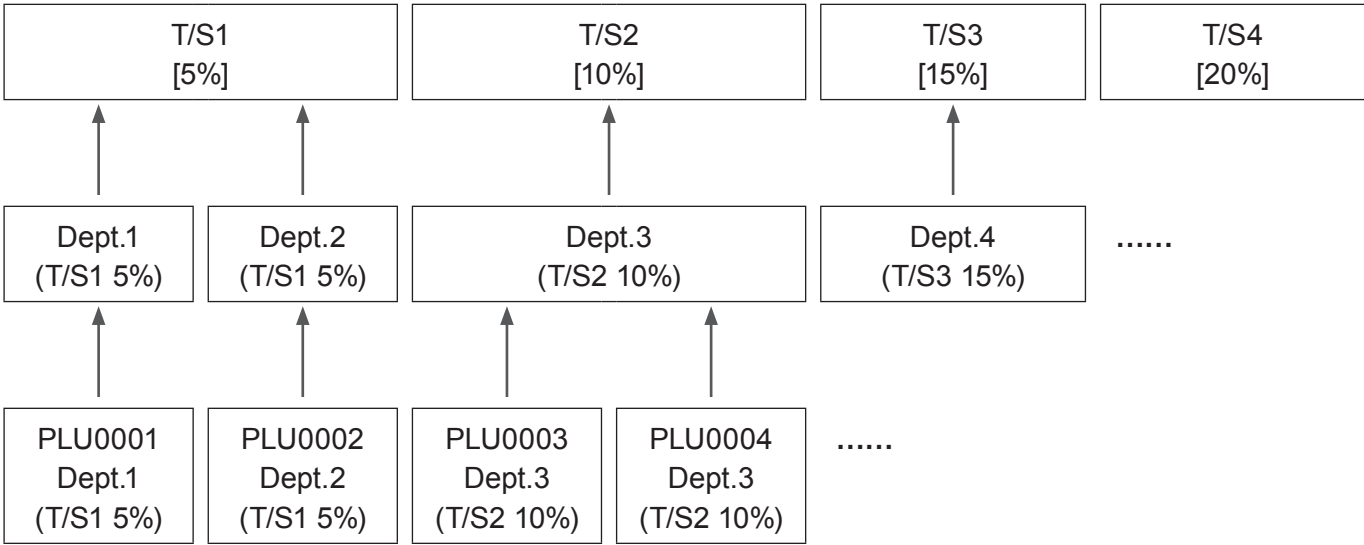 T/S1
[5%]
T/S2
[10%]
T/S3
[15%]
T/S4
[20%]
Dept.1
(T/S1 5%)
Dept.2
(T/S1 5%)
Dept.3
(T/S2 10%)
Dept.4
(T/S3 15%)
......
PLU0001
Dept.1
(T/S1 5%)
PLU0002
Dept.2
(T/S1 5%)
PLU0003
Dept.3
(T/S2 10%)
PLU0004
Dept.3
(T/S2 10%)
......